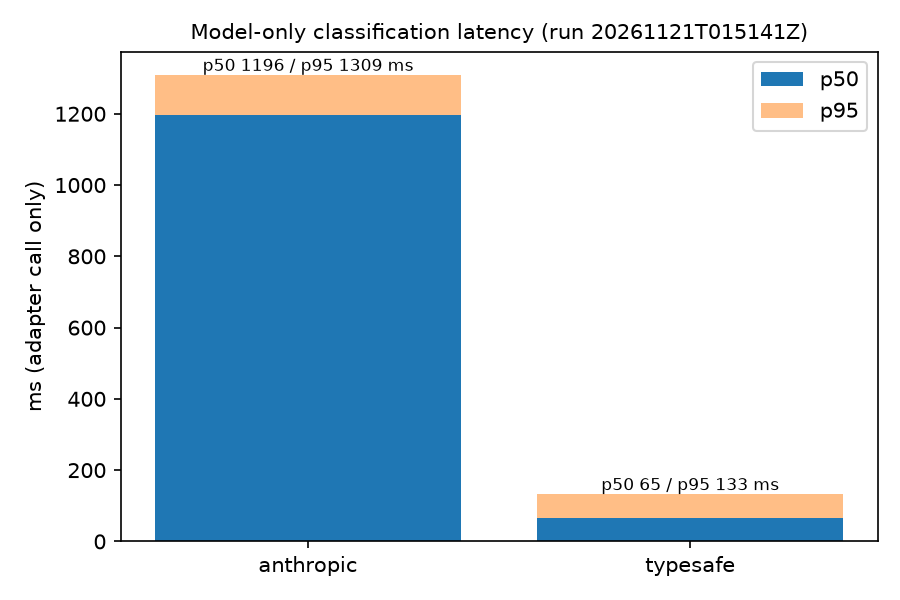 Model-only classification latency (run 20261121T015141Z)
p50 1196 / p95 1309 ms
p50
p95
1200
1000
800
600
400
200
0
ms (adapter call only)
p50 65 / p95 133 ms
anthropic
typesafe